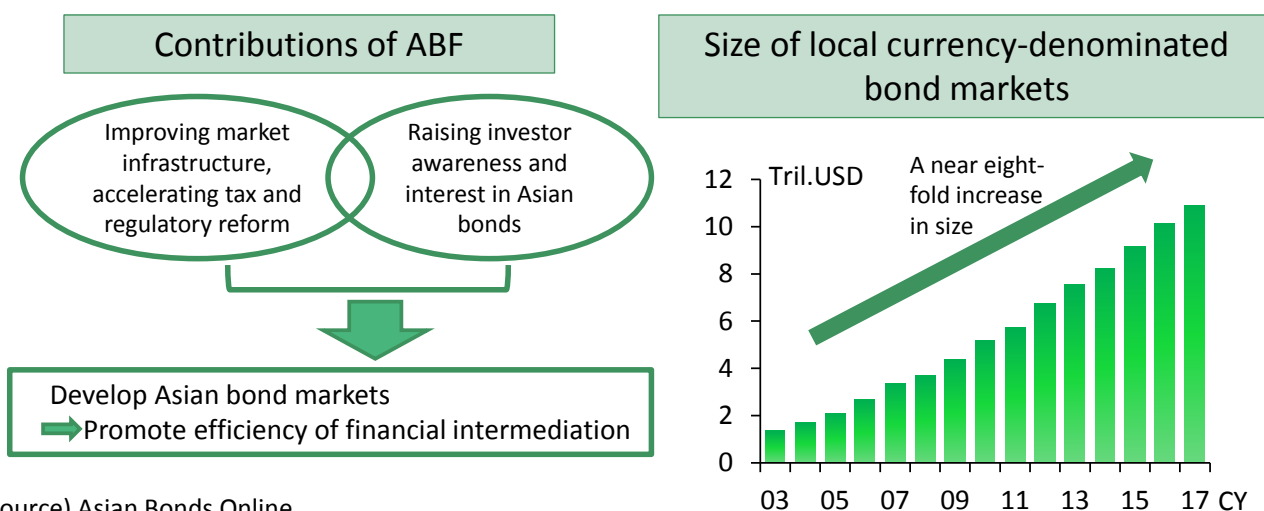 Contributions of ABF
Improving market
infrastructure,
accelerating tax and
regulatory reform
Raising investor
awareness and
interest in Asian
bonds
Develop Asian bond markets
Promote efficiency of financial intermediation
ource) Asian Bonds Online
Size of local currency-denominated
bond markets
Tril.USD
A near eight-
fold increase
in size
12
10
8
6
4
2
0
03 05 07 09 11 13 15 17 CY